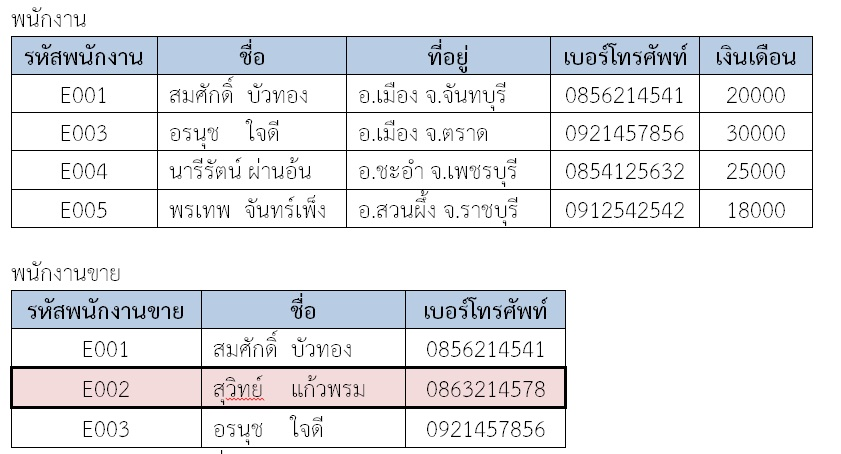 พนักงาน
รหัสพนักงาน ชื่อ ที่อยู่ เบอร์โทรศัพท์ เงินเดือน
E001 สมศักดิ์ บัวทอง อ.เมือง จ.จันทบุรี 0856214541 20000
E003 อรนุช ใจดี อ.เมือง จ.ตราด 0921457856 30000
E004 นารีรัตน์ ผ่านอ้น อ.ชะอำ จ.เพชรบุรี 0854125632 25000
E005 พรเทพ จันทร์เพ็ง อ.สวนผึ้ง จ.ราชบุรี 0912542542 18000
พนักงานขาย
รหัสพนักงานขาย ชื่อ เบอร์โทรศัพท์
E001 สมศักดิ์ บัวทอง 0856214541
E002 สุวิทย์ แก้วพรม 0863214578
E003 อรนุช ใจดี 0921457856